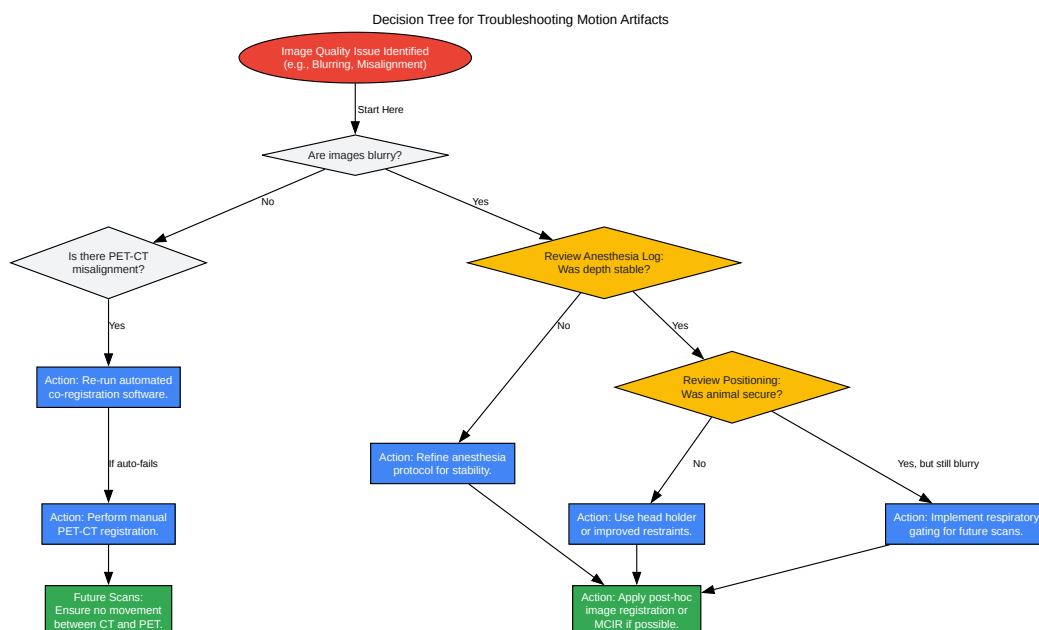 Decision Tree for Troubleshooting Motion Artifacts
Image Quality Issue Identified
(e.g., Blurring, Misalignment)
Start Here
Are images blurry?
No
Yes
Is there PET-CT
misalignment?
Review Anesthesia Log:
Was depth stable?
Yes
No
Yes
Action: Re-run automated
co-registration software.
Review Positioning:
Was animal secure?
If auto-fails
Action: Refine anesthesia
protocol for stability.
No
Yes, but still blurry
Action: Perform manual
PET-CT registration.
Action: Use head holder
or improved restraints.
Action: Implement respiratory
gating for future scans.
Future Scans:
Ensure no movement
between CT and PET.
Action: Apply post-hoc
image registration or
MCIR if possible.